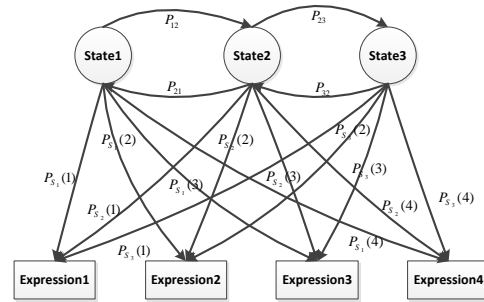 P12
P23
State1
State2
State3
P21
P32
PS1(2)
PS2(2)
PS3(2)
PS1(1)
PS2(1)
PS1(3)
PS2(3)
PS3(3)
PS2(4)
PS3(4)
PS3(1)
PS1(4)
Expression1
Expression2
Expression3
Expression4